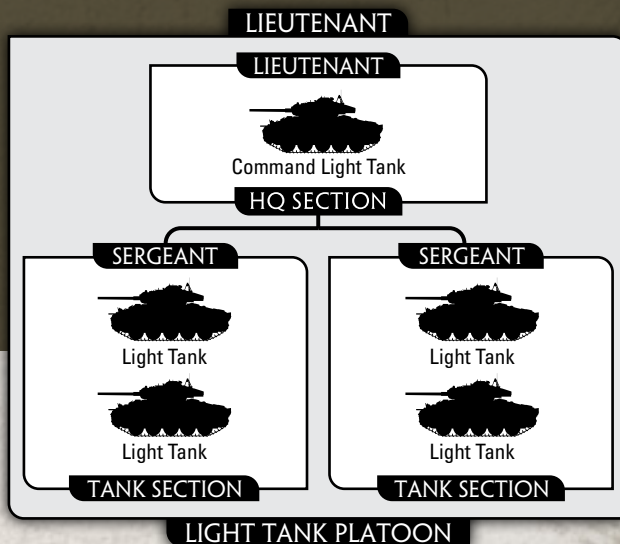 LIEUTENANT
LIEUTENANT
Command Light Tank
HQ SECTION
SERGEANT
Light Tank
Light Tank
TANK SECTION
SERGEANT
Light Tank
Light Tank
TANK SECTION
LIGHT TANK PLATOON